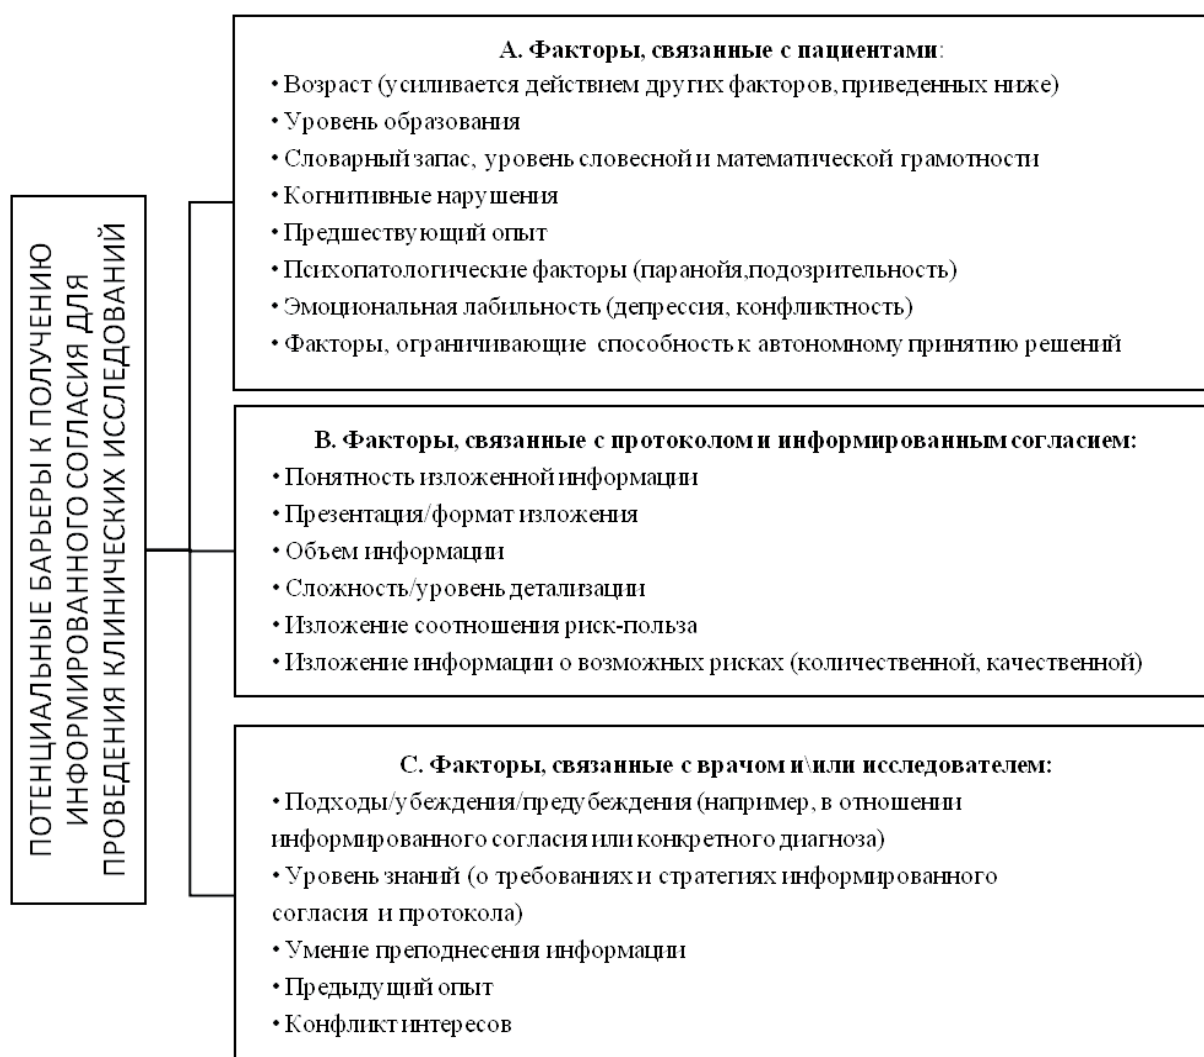 ПОТЕНЦИАЛЬНЫЕ БАРЬЕРЫ К ПОЛУЧЕНИЮ
ИНФОРМИРОВАННОГО СОГЛАСИЯ ДЛЯ
ПРОВЕДЕНИЯ КЛИНИЧЕСКИХ ИССЛЕДОВАНИЙ
А. Факторы, связанные с пациентами:
• Возраст (усиливается действием других факторов, приведенных ниже)
• Уровень образования
• Словарный запас, уровень словесной и математической грамотности
• Когнитивные нарушения
• Предшествующий опыт
• Психопатологические факторы (паранойя,подозрительность)
• Эмоциональная лабильность (депрессия, конфликтность)
• Факторы, ограничивающие способность к автономному принятию решений
В. Факторы, связанные с протоколом и информированным согласием:
• Понятность изложенной информации
• Презентация/формат изложения
• Объем информации
• Сложность/уровень детализации
• Изложение соотношения риск-польза
• Изложение информации о возможных рисках (количественной, качественной)
С. Факторы, связанные с врачом и\или исследователем:
• Подходы/убеждения/предубеждения (например, в отношении
информированного согласия или конкретного диагноза)
• Уровень знаний (о требованиях и стратегиях информированного
согласия и протокола)
• Умение преподнесения информации
• Предыдущий опыт
• Конфликт интересов